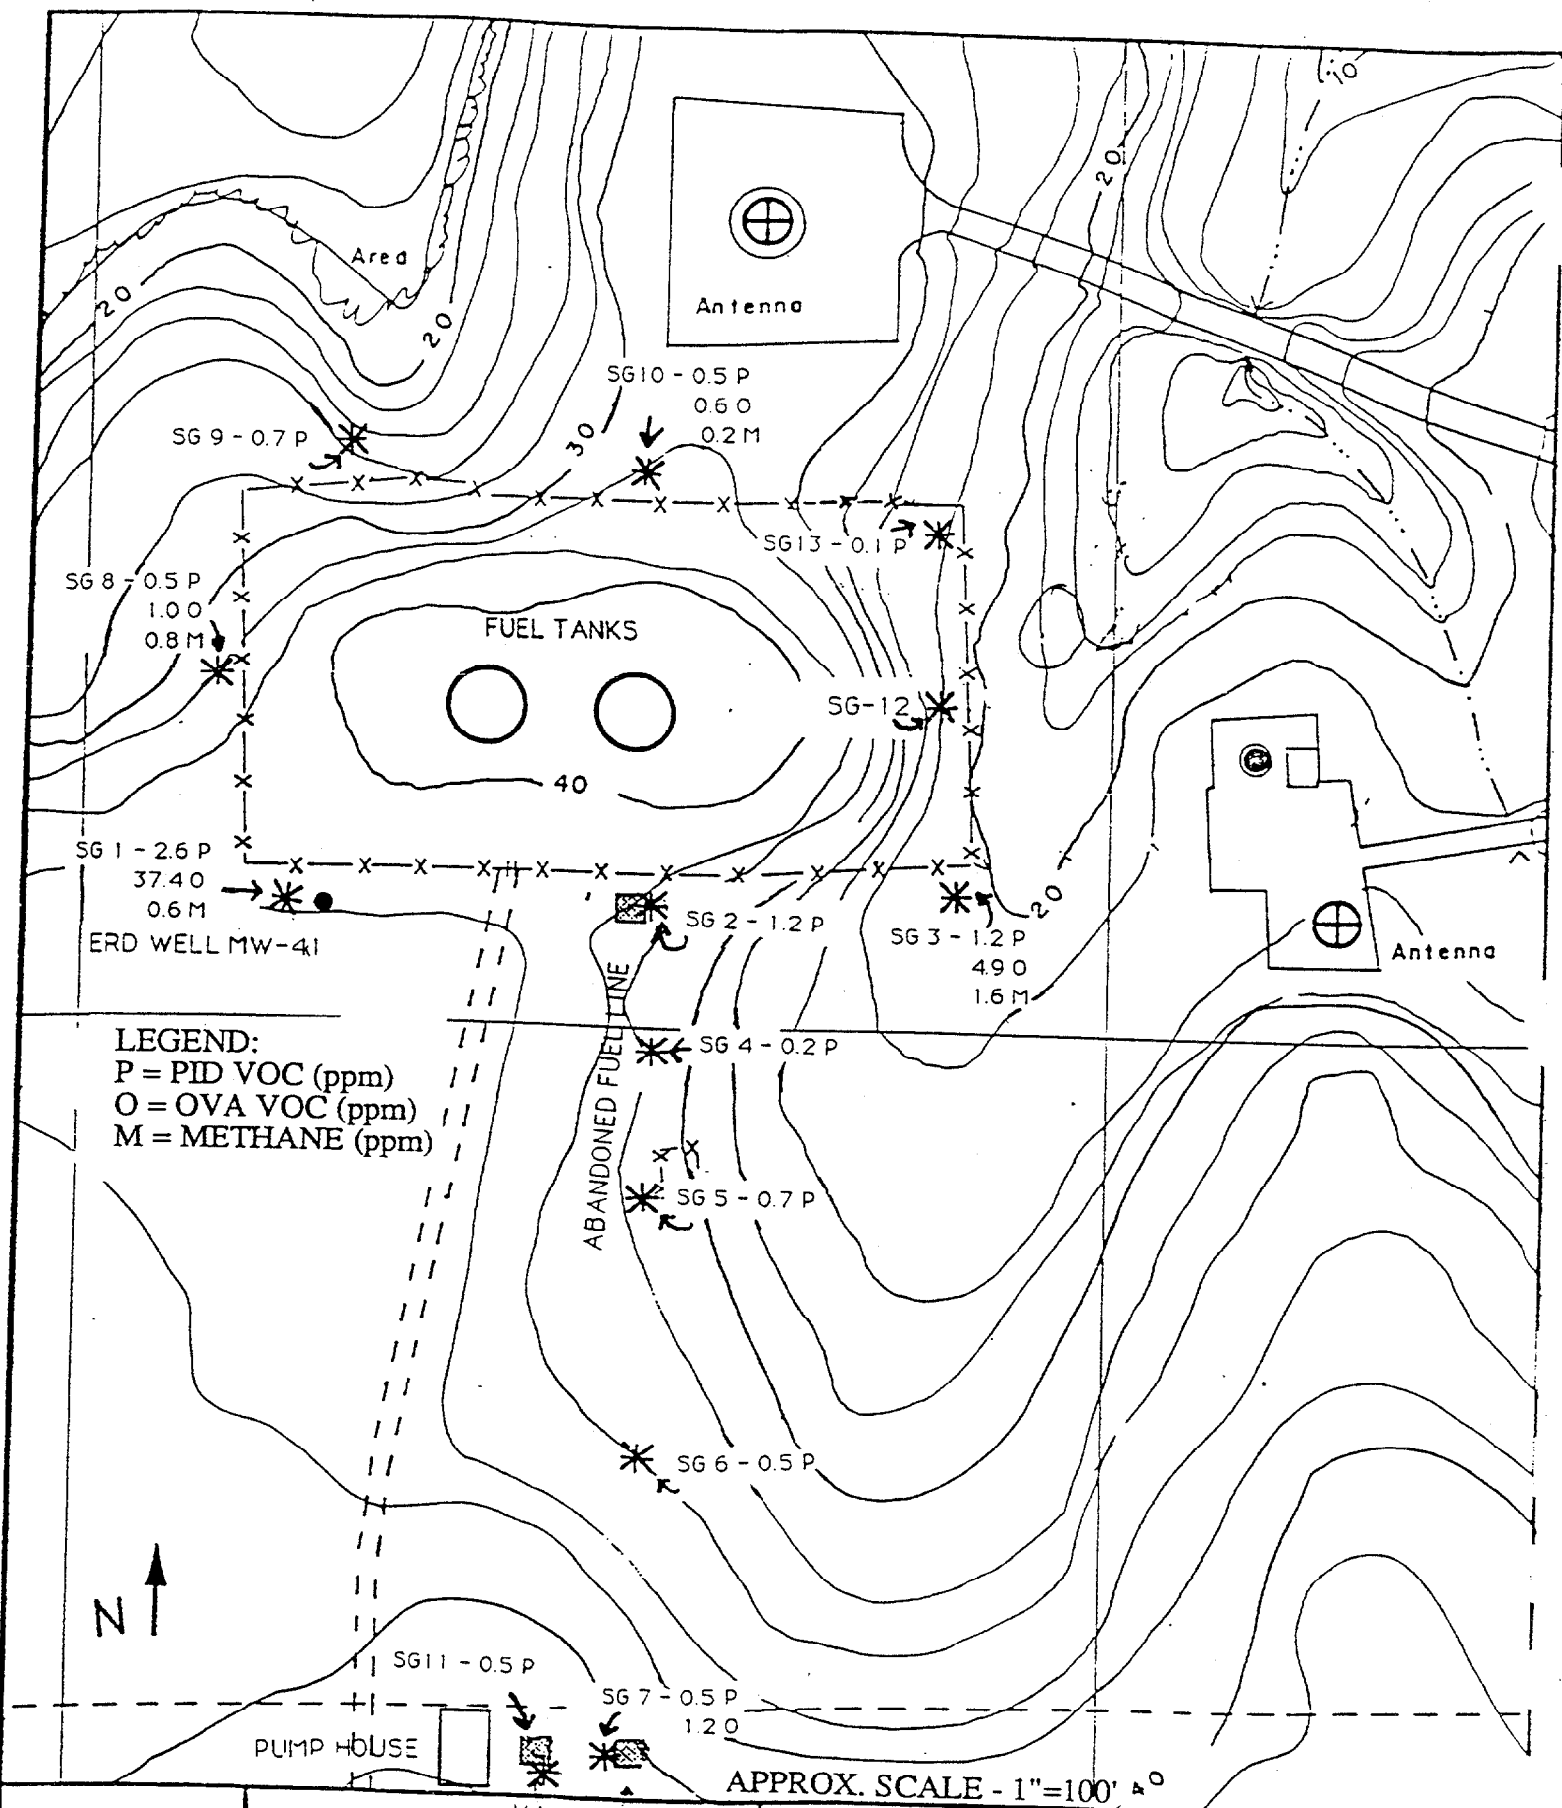 10
20
Area
20
20
Antenna
SG10 - 0.5 P
0.6 O
0.2 M
SG 9 - 0.7 P
30
SG13 - 0.1 P
SG 8 - 0.5 P
1.0 O
0.8 M
FUEL TANKS
SG-12
40
SG 1 - 2.6 P
37.4 O
0.6 M
ERD WELL MW-41
SG 2 - 1.2 P
20
SG 3 - 1.2 P
4.9 O
1.6 M
Antenna
ABANDONED FUEL LINE
LEGEND:
P = PID VOC (ppm)
O = OVA VOC (ppm)
M = METHANE (ppm)
SG 4 - 0.2 P
SG 5 - 0.7 P
SG 6 - 0.5 P
N
SG11 - 0.5 P
SG 7 - 0.5 P
1.2 O
PUMP HOUSE
APPROX. SCALE - 1"=100'
40